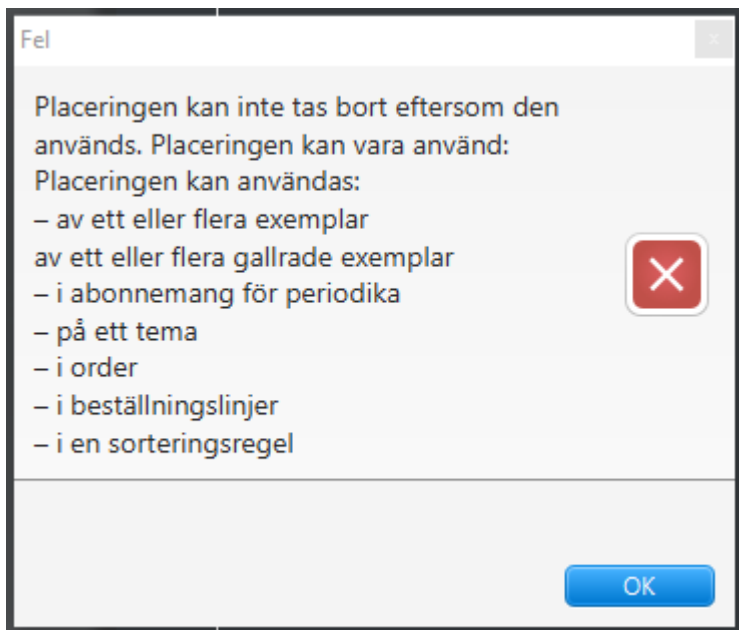 Fel
Placeringen kan inte tas bort eftersom den
används. Placeringen kan vara använd:
Placeringen kan användas:
– av ett eller flera exemplar
av ett eller flera gallrade exemplar
– i abonnemang för periodika
– på ett tema
– i order
– i beställningslinjer
– i en sorteringsregel
OK